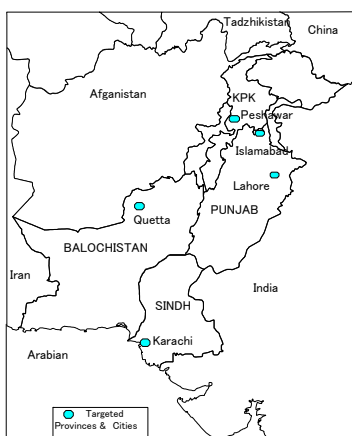 Tadzhikistan
China
Afganistan
KPK
Peshawar
Islamabad
Lahore
Quetta
PUNJAB
BALOCHISTAN
Iran
India
SINDH
Karachi
Arabian
Targeted
Provinces & Cities